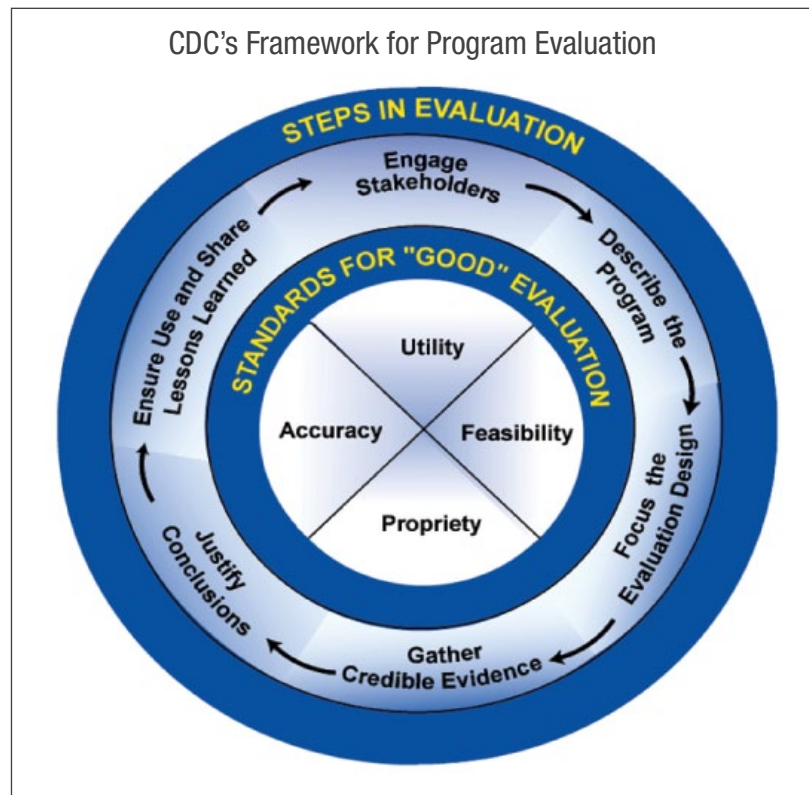 CDC’s Framework for Program Evaluation
STEPS IN EVALUATION
Engage
Stakeholders
Describe the
Program
Focus the
Evaluation Design
Gather
Credible Evidence
Justify
Conclusions
Ensure Use and Share
Lessons Learned
STANDARDS FOR "GOOD" EVALUATION
Utility
Accuracy
Feasibility
Propriety